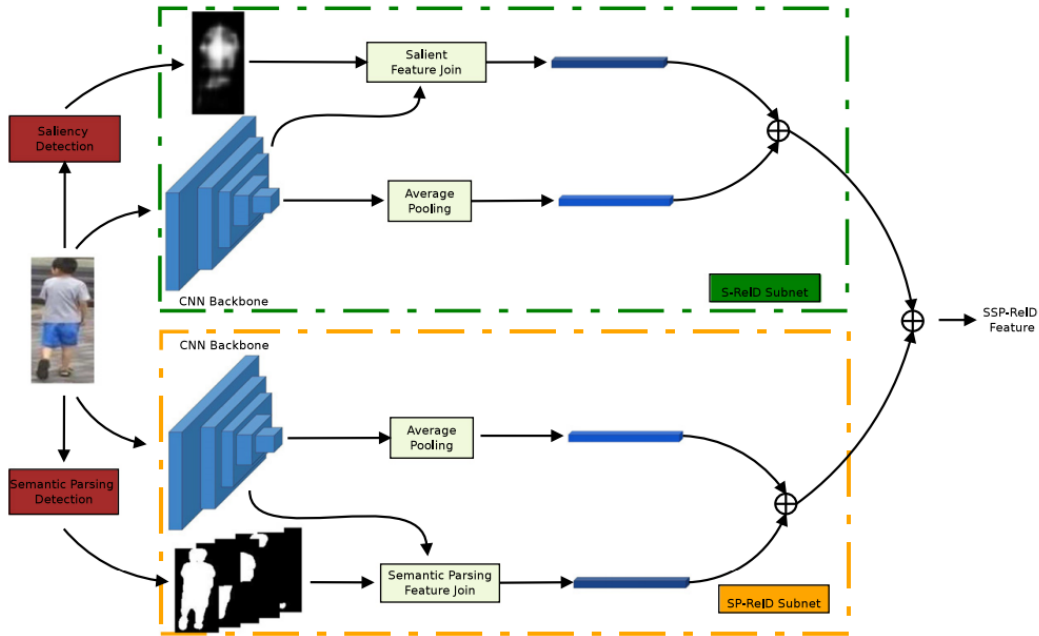 Salient
Feature Join
Saliency
Detection
Average
Pooling
CNN Backbone
S-ReID Subnet
SSP-ReID
Feature
CNN Backbone
Average
Pooling
Semantic Parsing
Detection
Semantic Parsing
Feature Join
SP-ReID Subnet